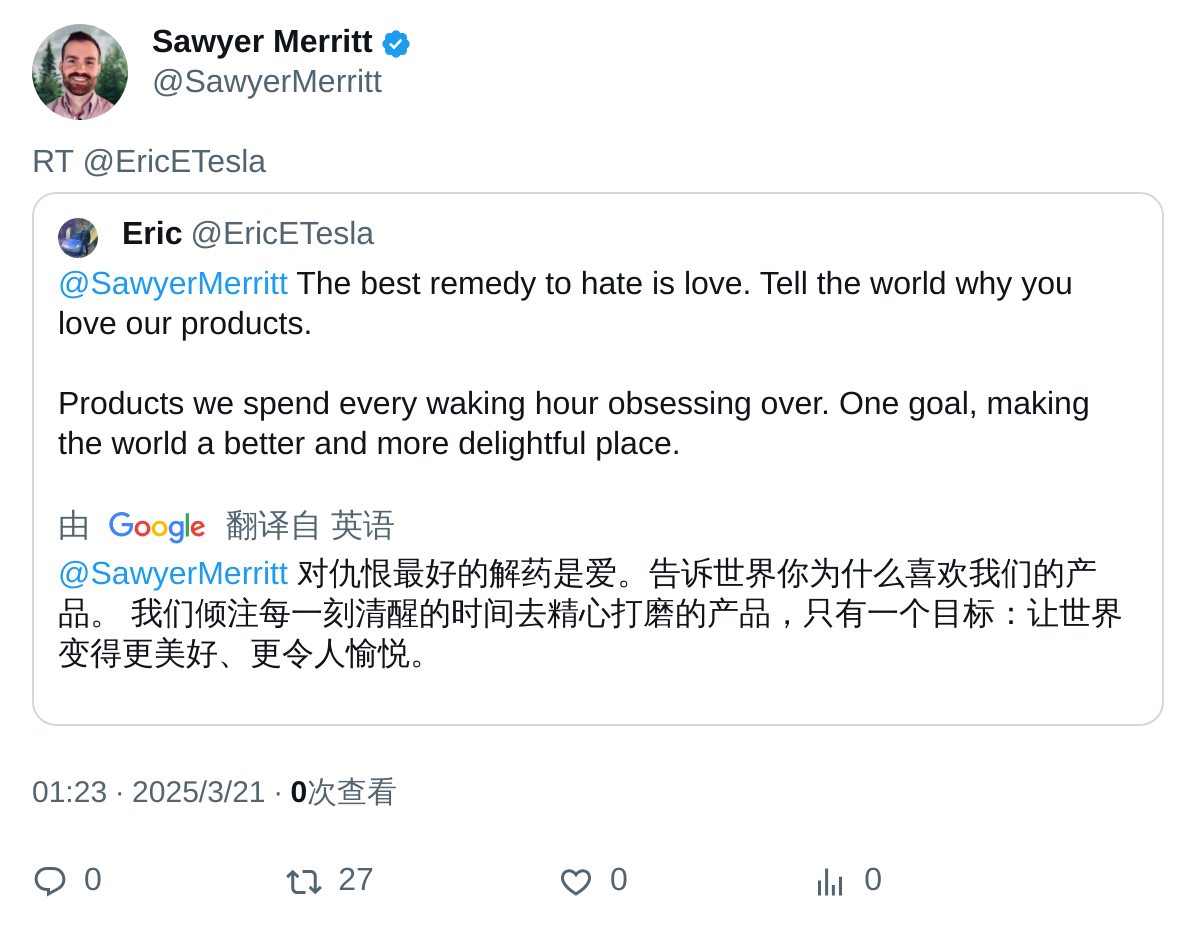 Sawyer Merritt
@SawyerMerritt
RT @EricETesla
Eric @EricETesla
@SawyerMerritt The best remedy to hate is love. Tell the world why you
love our products.
Products we spend every waking hour obsessing over. One goal, making
the world a better and more delightful place.
由 Google 翻译自 英语
@SawyerMerritt 对仇恨最好的解药是爱。告诉世界你为什么喜欢我们的产
品。 我们倾注每一刻清醒的时间去精心打磨的产品，只有一个目标：让世界
变得更美好、更令人愉悦。
01:23 · 2025/3/21 · 0次查看
0 27 0 0